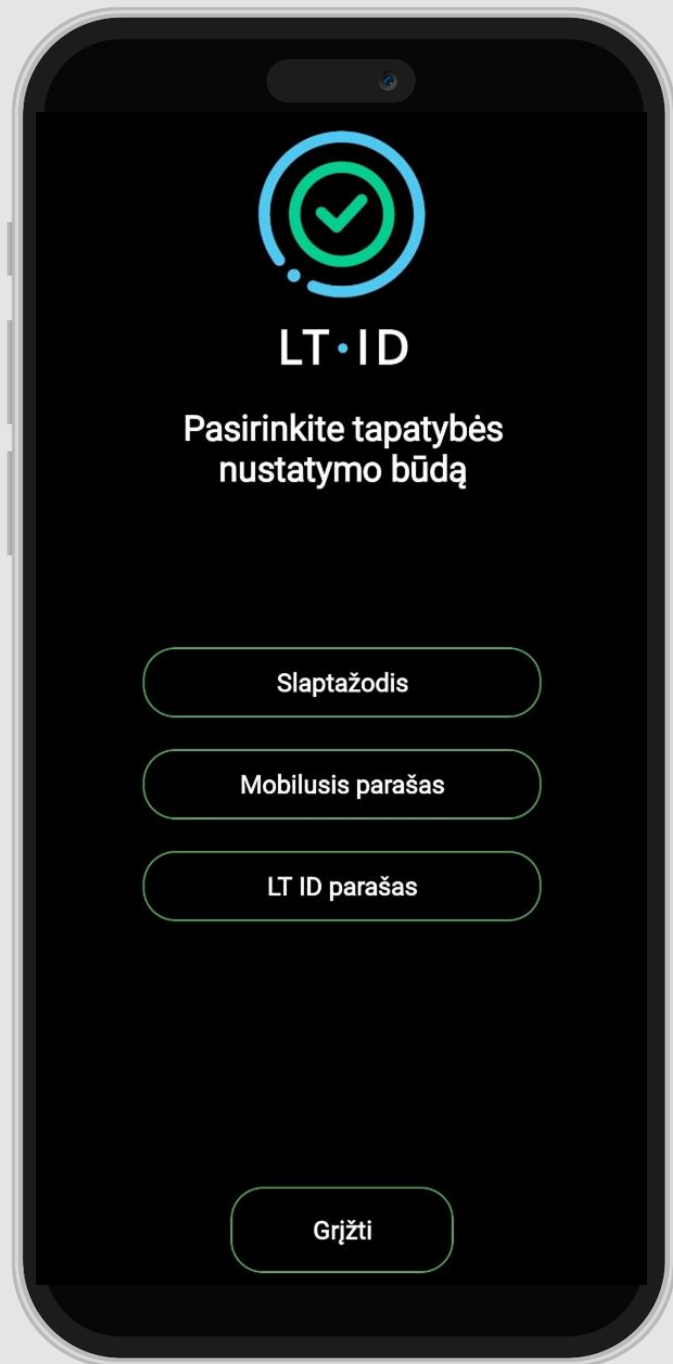 LT·ID
Pasirinkite tapatybės
nustatymo būdą
Slaptažodis
Mobilusis parašas
LT ID parašas
Grįžti